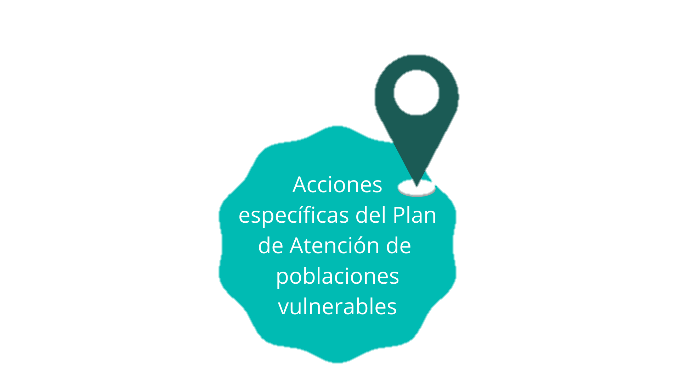 Acciones
específicas del Plan
de Atención de
poblaciones
vulnerables